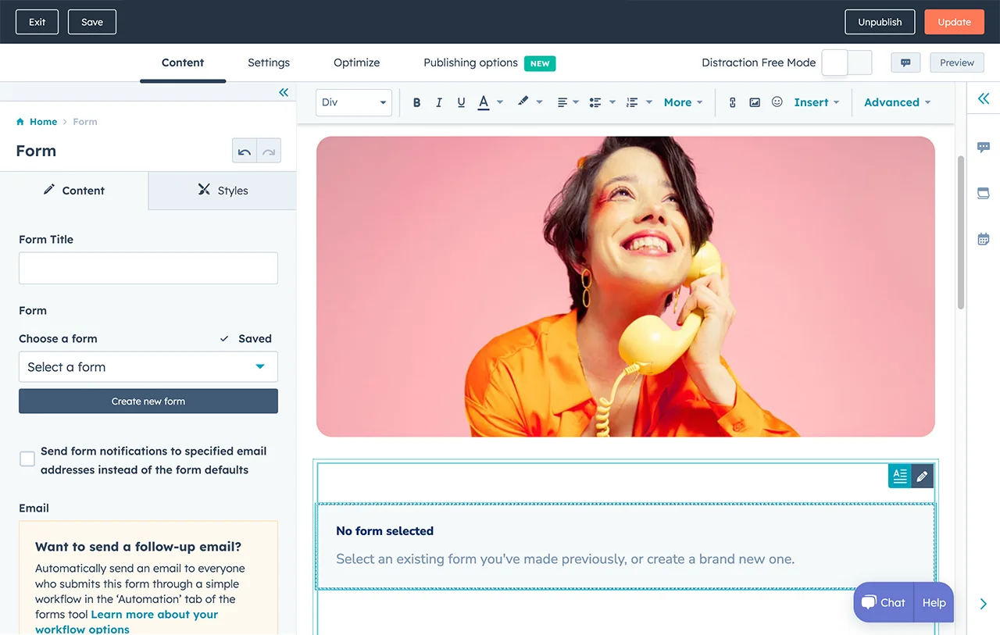 Exit
Save
Unpublish
Update
Content
Settings
Optimize
Publishing options
NEW
Distraction Free Mode
Preview
Home
Form
Form
Content
Styles
Form Title
Form
Choose a form
Saved
Select a form
Create new form
Send form notifications to specified email
addresses instead of the form defaults
Email
Want to send a follow-up email?
Automatically send an email to everyone
who submits this form through a simple
workflow in the ‘Automation’ tab of the
forms tool Learn more about your
workflow options
Div
B
I
U
A
More
Insert
Advanced
A
No form selected
Select an existing form you've made previously, or create a brand new one.
Chat
Help